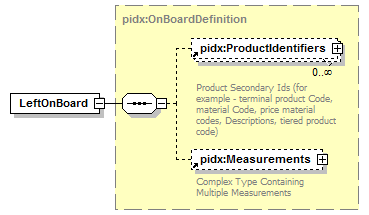 pidx:OnBoardDefinition
pidx:ProductIdentifiers
0..∞
Product Secondary Ids (for
example - terminal product Code,
material Code, price material
codes, Descriptions, tiered product
code)
LeftOnBoard
pidx:Measurements
Complex Type Containing
Multiple Measurements